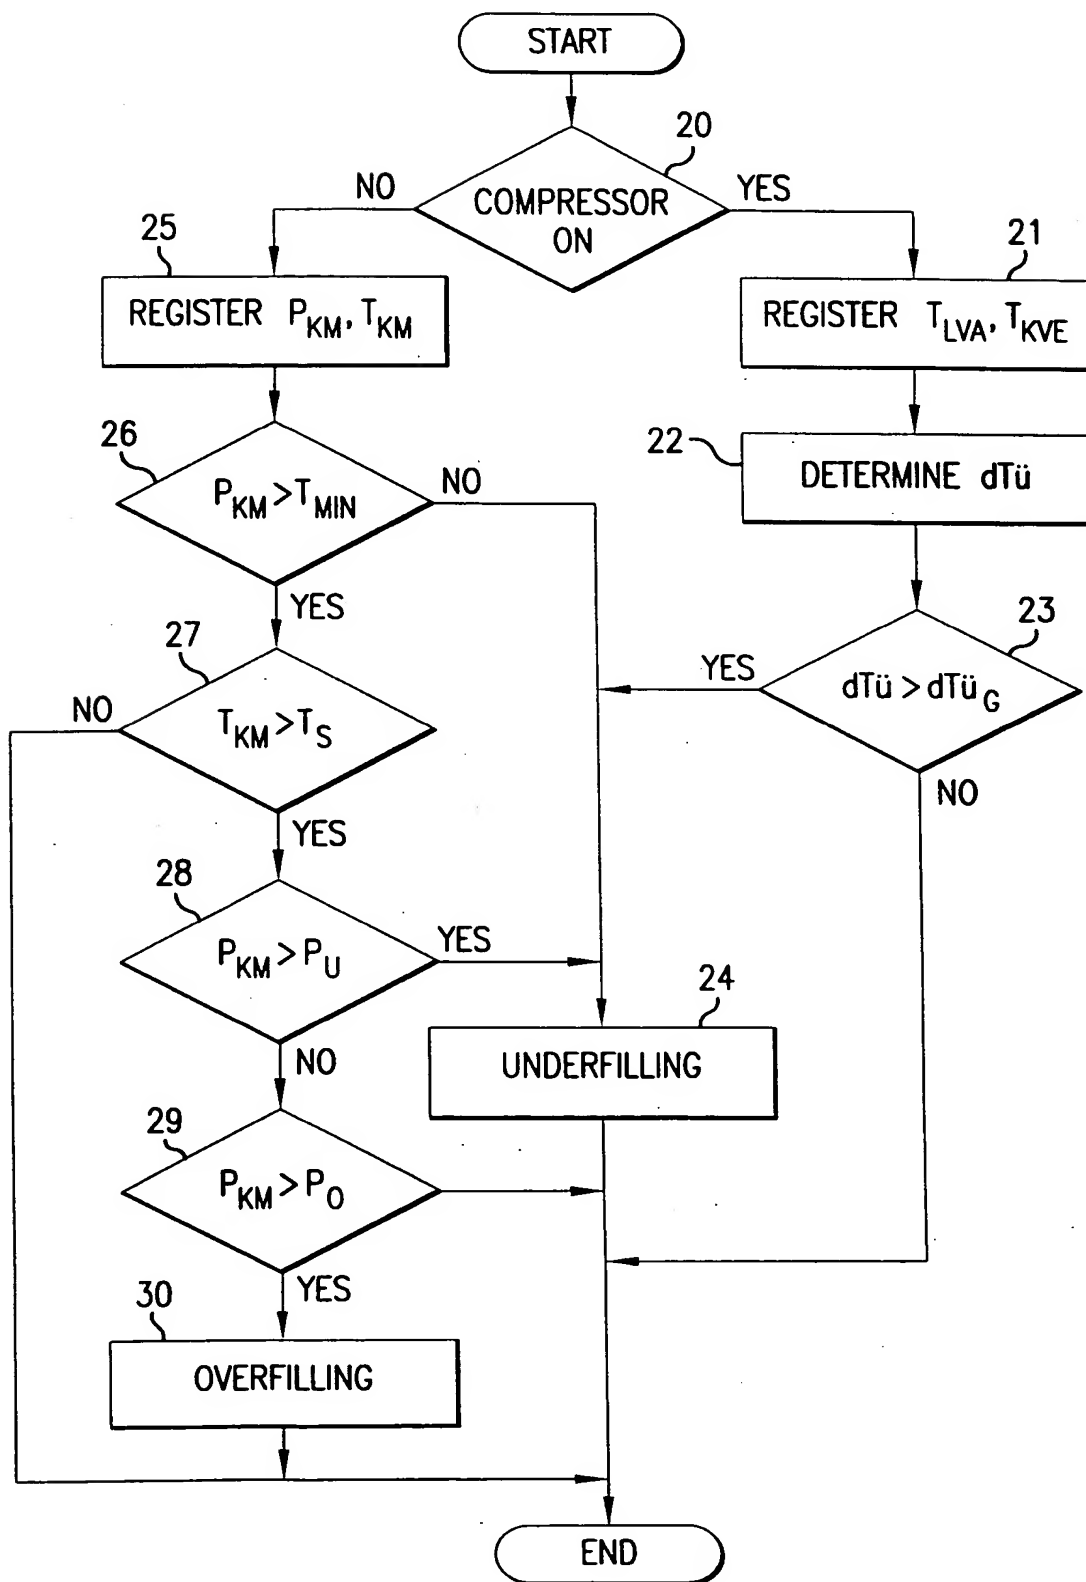 START
20
COMPRESSOR
ON
NO
YES
25
REGISTER P_KM, T_KM
21
REGISTER T_LVA, T_KVE
26
P_KM > T_MIN
NO
22
DETERMINE dTü
YES
27
T_KM > T_S
NO
23
dTü > dTü_G
YES
NO
YES
28
P_KM > P_U
YES
24
UNDERFILLING
NO
29
P_KM > P_O
YES
30
OVERFILLING
END